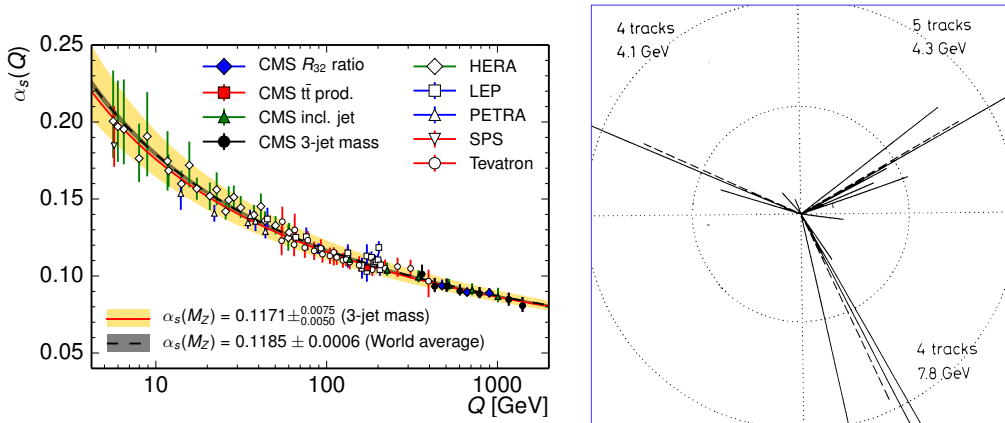 0.25
0.20
0.15
0.10
0.05
αs(Q)
CMS R32 ratio
CMS tt̄ prod.
CMS incl. jet
CMS 3-jet mass
HERA
LEP
PETRA
SPS
Tevatron
αs(MZ) = 0.1171±0.0075 0.0050 (3-jet mass)
αs(MZ) = 0.1185 ± 0.0006 (World average)
10 100 1000
Q [GeV]
4 tracks
4.1 GeV
5 tracks
4.3 GeV
4 tracks
7.8 GeV